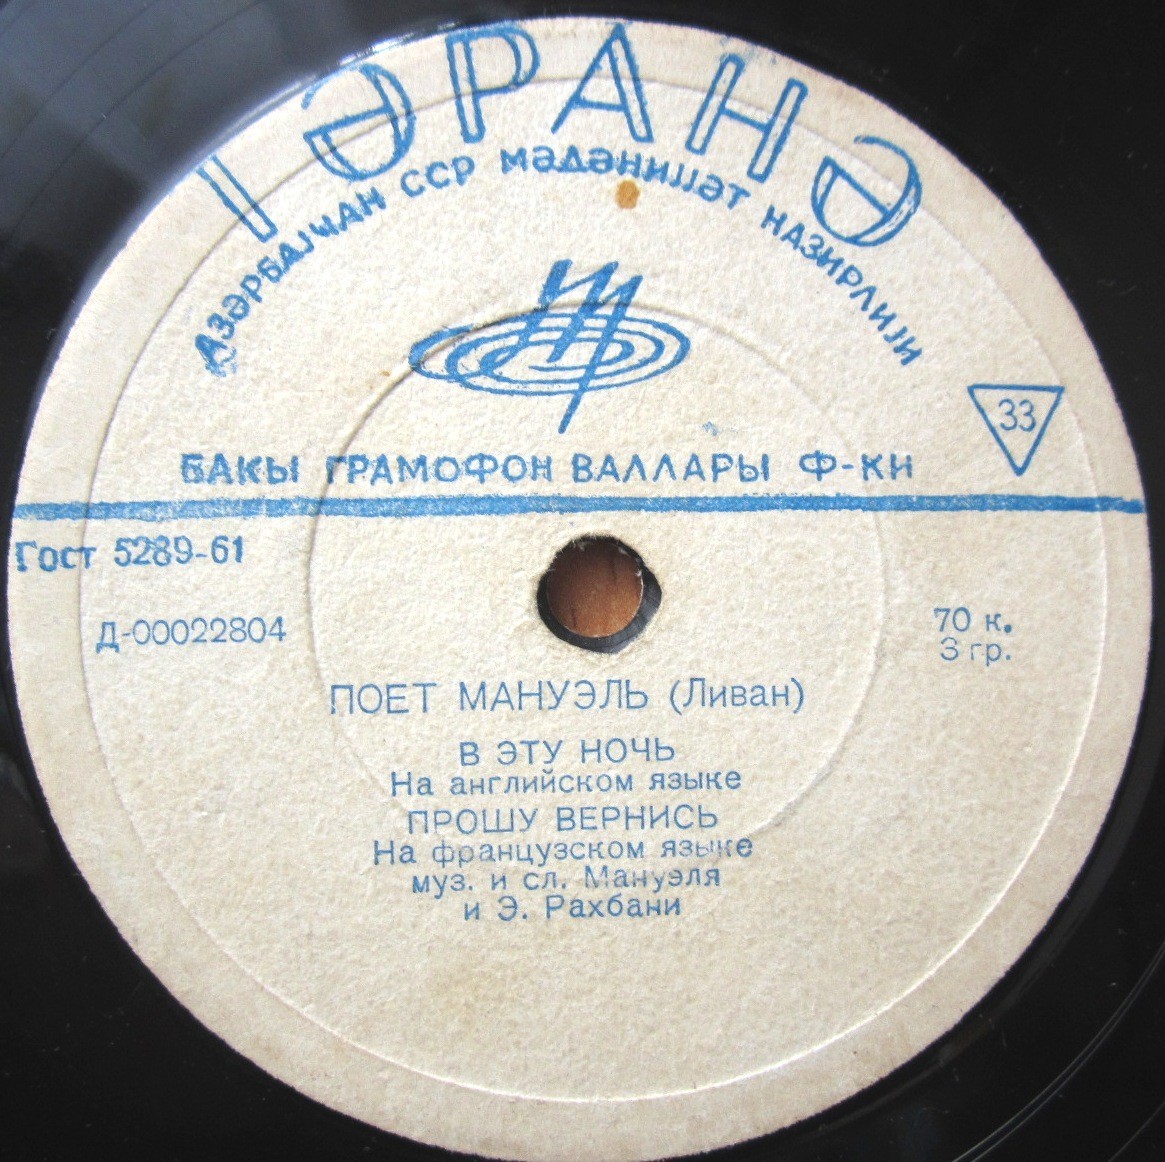 ТӘРАНӘ
АЗӘРБАЈҸАН ССР МӘДӘНИЈЈӘТ НАЗИРЛИЈИ
33
БАКЫ ГРАМОФОН ВАЛЛАРЫ Ф-КИ
Гост 5289-61
Д-00022804
70 к.
3 гр.
ПОЕТ МАНУЭЛЬ (Ливан)
В ЭТУ НОЧЬ
На английском языке
ПРОШУ ВЕРНИСЬ
На французском языке
муз. и сл. Мануэля
и Э. Рахбани